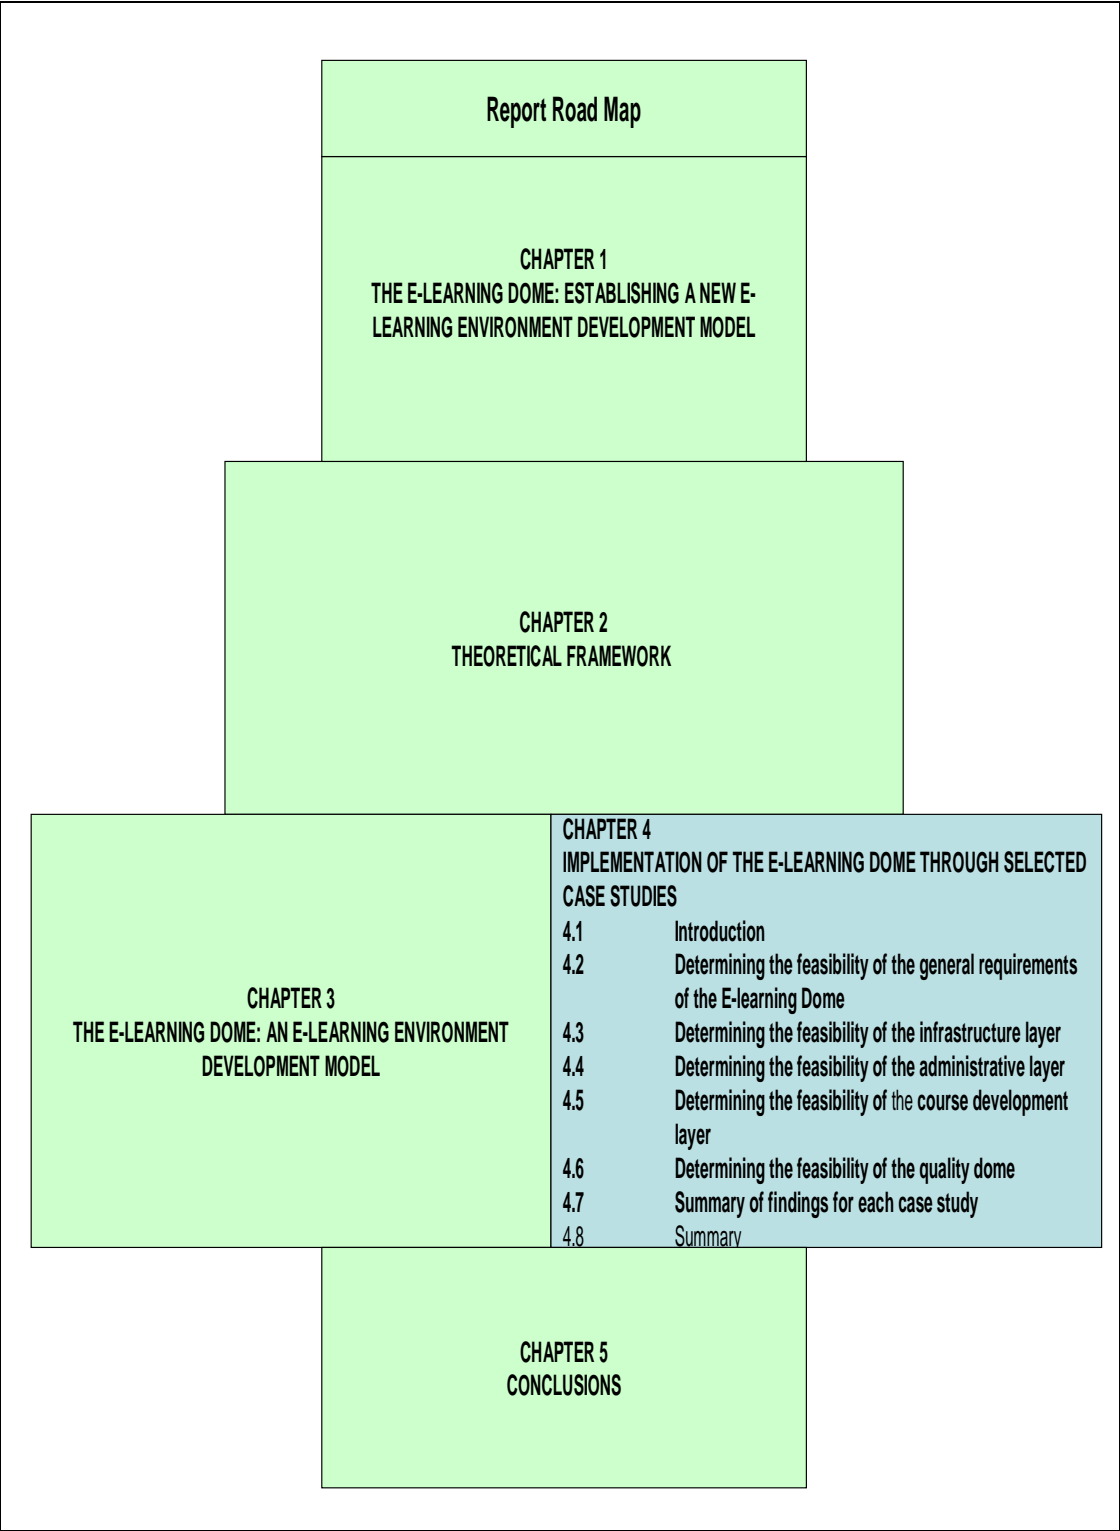 Report Road Map
CHAPTER 1
THE E-LEARNING DOME: ESTABLISHING A NEW E-
LEARNING ENVIRONMENT DEVELOPMENT MODEL
CHAPTER 2
THEORETICAL FRAMEWORK
CHAPTER 3
THE E-LEARNING DOME: AN E-LEARNING ENVIRONMENT
DEVELOPMENT MODEL
CHAPTER 4
IMPLEMENTATION OF THE E-LEARNING DOME THROUGH SELECTED
CASE STUDIES
4.1 Introduction
4.2 Determining the feasibility of the general requirements
of the E-learning Dome
4.3 Determining the feasibility of the infrastructure layer
4.4 Determining the feasibility of the administrative layer
4.5 Determining the feasibility of the course development
layer
4.6 Determining the feasibility of the quality dome
4.7 Summary of findings for each case study
4.8 Summary
CHAPTER 5
CONCLUSIONS